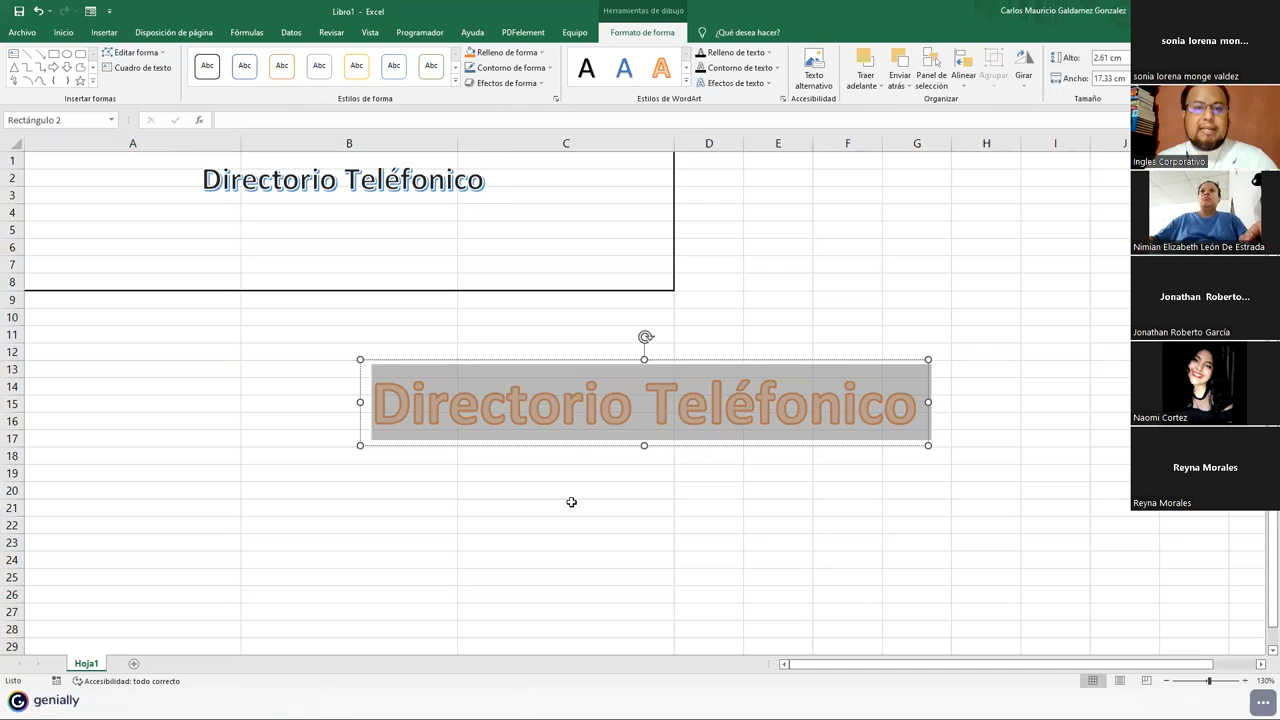 Libro1 - Excel
Herramientas de dibujo
Carlos Mauricio Galdamez Gonzalez
Archivo Inicio Insertar Disposición de página Fórmulas Datos Revisar Vista Programador Ayuda PDFelement Equipo Formato de forma ¿Qué desea hacer?
Editar forma
Cuadro de texto
Insertar formas
Abc Abc Abc Abc Abc Abc Abc
Relleno de forma
Contorno de forma
Efectos de forma
Estilos de forma
A A A
Relleno de texto
Contorno de texto
Efectos de texto
Estilos de WordArt
Texto alternativo
Accesibilidad
Traer adelante
Enviar atrás
Panel de selección
Alinear
Agrupar
Girar
Organizar
Alto: 2.61 cm
Ancho: 17.33 cm
Tamaño
Rectángulo 2
fx
A B C D E F G H I J
1
2
3
4
5
6
7
8
9
10
11
12
13
14
15
16
17
18
19
20
21
22
23
24
25
26
27
28
29
Directorio Teléfonico
Directorio Teléfonico
Hoja1
Listo
Accesibilidad: todo correcto
130%
genially
sonia lorena mon...
sonia lorena monge valdez
Ingles Corporativo
Nimian Elizabeth León De Estrada
Jonathan Roberto...
Jonathan Roberto García
Naomi Cortez
Reyna Morales
Reyna Morales